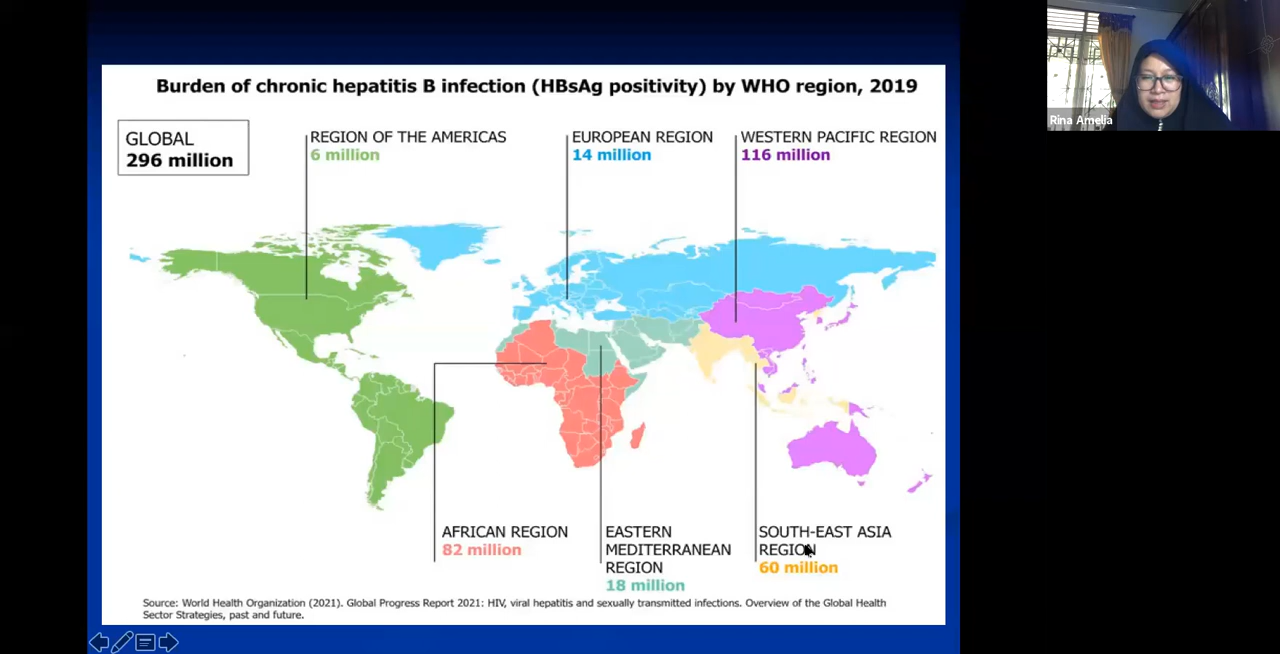 Burden of chronic hepatitis B infection (HBsAg positivity) by WHO region, 2019
GLOBAL
296 million
REGION OF THE AMERICAS
6 million
EUROPEAN REGION
14 million
WESTERN PACIFIC REGION
116 million
AFRICAN REGION
82 million
EASTERN
MEDITERRANEAN
REGION
18 million
SOUTH-EAST ASIA
REGION
60 million
Source: World Health Organization (2021). Global Progress Report 2021: HIV, viral hepatitis and sexually transmitted infections. Overview of the Global Health
Sector Strategies, past and future.
Rina Amelia